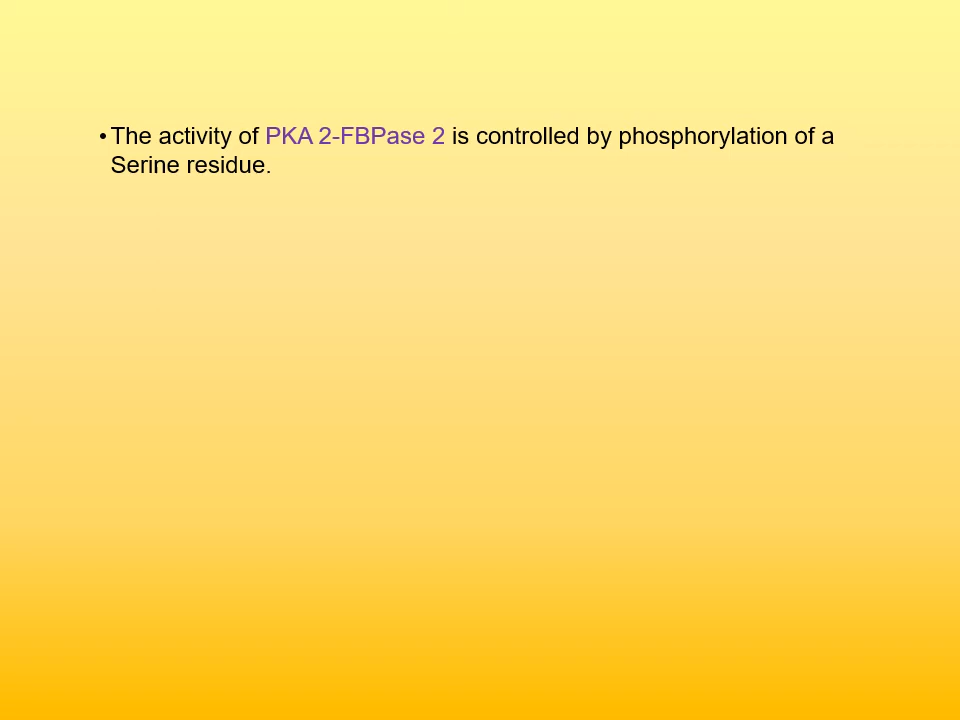 • The activity of PKA 2-FBPase 2 is controlled by phosphorylation of a
Serine residue.